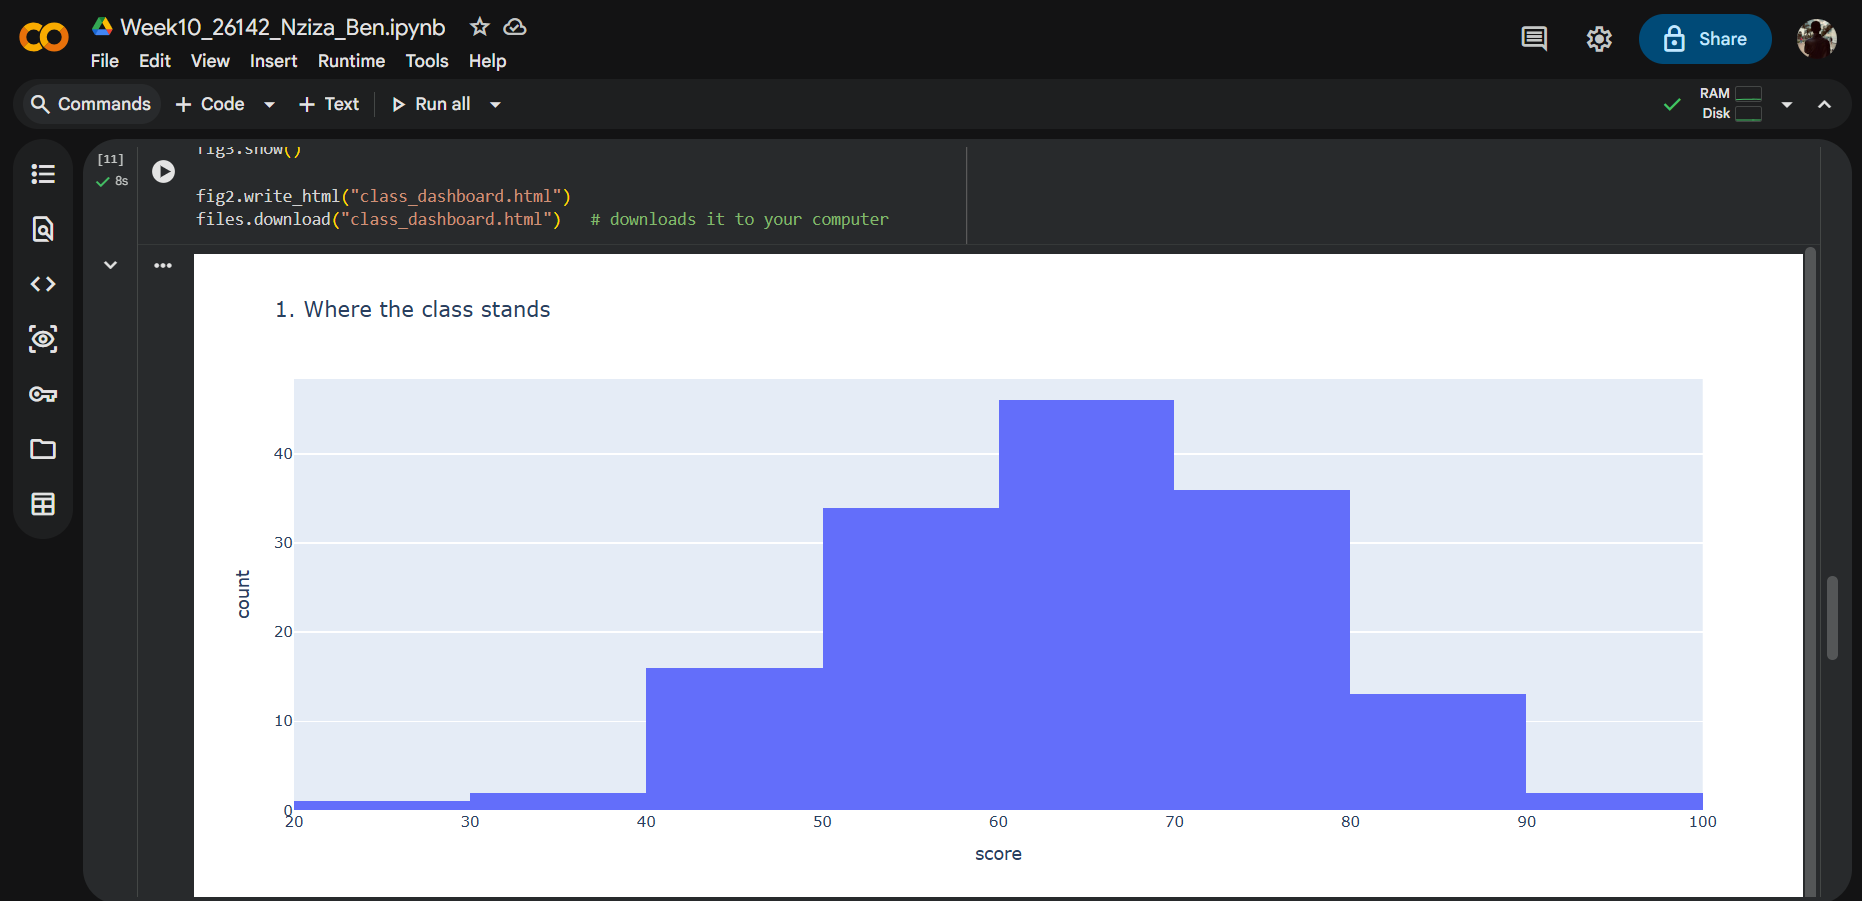 Week10_26142_Nziza_Ben.ipynb
File Edit View Insert Runtime Tools Help
Share
Commands + Code + Text Run all
RAM
Disk
[11]
8s
fig3.show()
fig2.write_html("class_dashboard.html")
files.download("class_dashboard.html")   # downloads it to your computer
1. Where the class stands
40
30
20
10
0
count
20 30 40 50 60 70 80 90 100
score